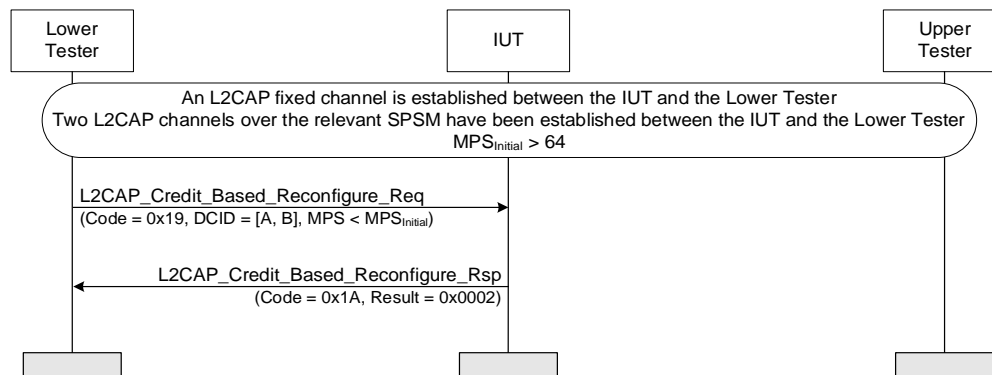 Lower
Tester
IUT
Upper
Tester
An L2CAP fixed channel is established between the IUT and the Lower Tester
Two L2CAP channels over the relevant SPSM have been established between the IUT and the Lower Tester
MPSInitial > 64
L2CAP_Credit_Based_Reconfigure_Req
(Code = 0x19, DCID = [A, B], MPS < MPSInitial)
L2CAP_Credit_Based_Reconfigure_Rsp
(Code = 0x1A, Result = 0x0002)